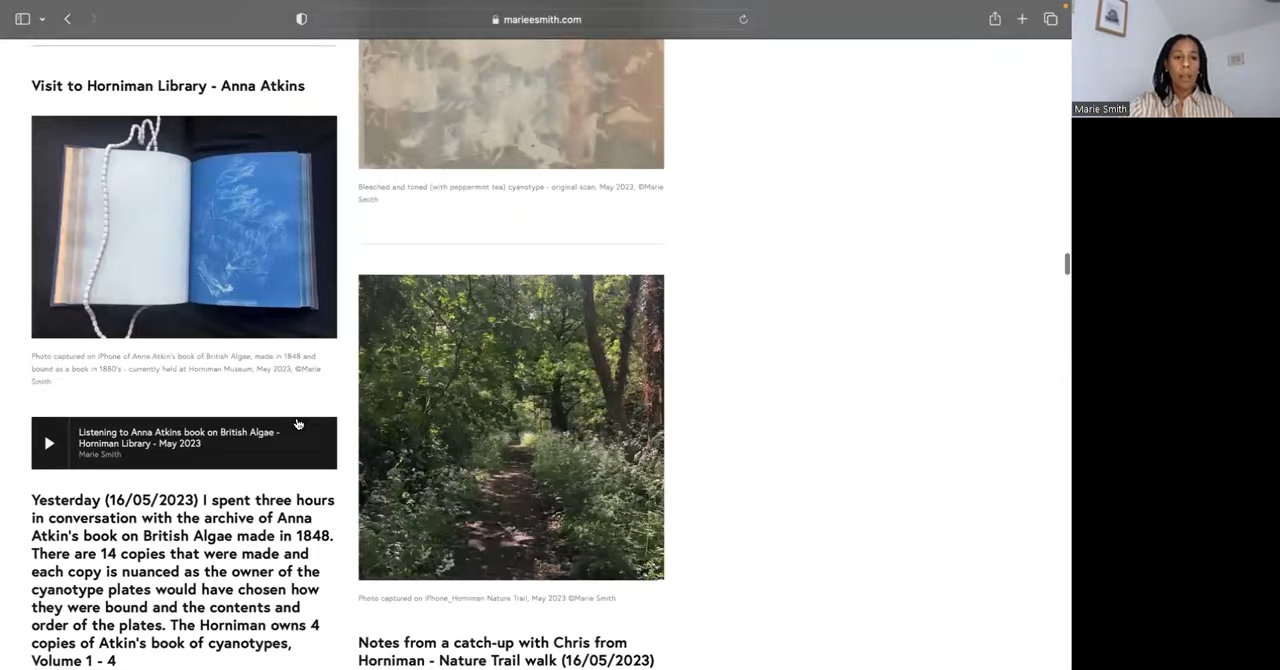 marieesmith.com
Marie Smith
Visit to Horniman Library - Anna Atkins
Photo captured on iPhone of Anna Atkin's book of British Algae, made in 1848 and
bound as a book in 1880's - currently held at Horniman Museum, May 2023, ©Marie
Smith
Listening to Anna Atkins book on British Algae -
Horniman Library - May 2023
Marie Smith
Yesterday (16/05/2023) I spent three hours
in conversation with the archive of Anna
Atkin's book on British Algae made in 1848.
There are 14 copies that were made and
each copy is nuanced as the owner of the
cyanotype plates would have chosen how
they were bound and the contents and
order of the plates. The Horniman owns 4
copies of Atkin's book of cyanotypes,
Volume 1 - 4
Bleached and toned (with peppermint tea) cyanotype - original scan, May 2023, ©Marie
Smith
Photo captured on iPhone_Horniman Nature Trail, May 2023 ©Marie Smith
Notes from a catch-up with Chris from
Horniman - Nature Trail walk (16/05/2023)